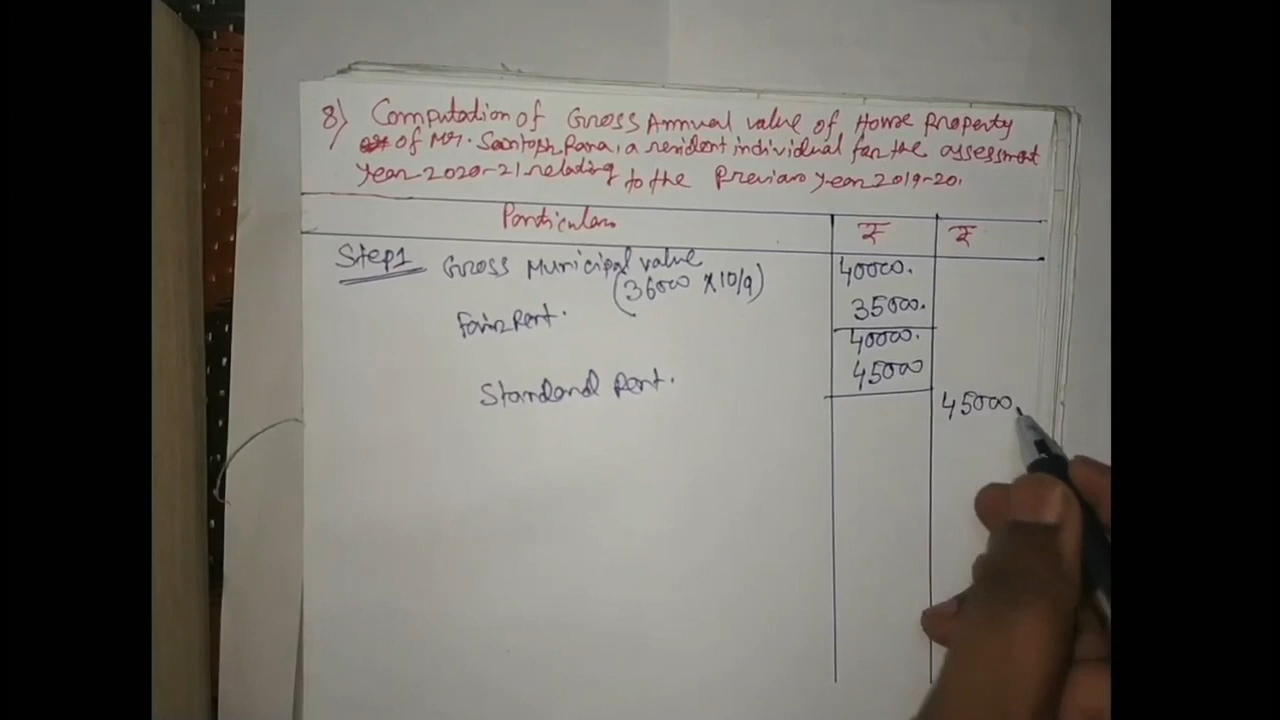 8) Computation of Gross Annual value of House Property
of Mr. Santosh Rana, a resident individual for the assessment
year 2020-21 relating to the Previous year 2019-20.
Particulars ₹ ₹
Step1 Gross Municipal value 40000.
(36000 x 10/9)
Fair Rent. 35000.
40000.
Standard Rent. 45000
45000